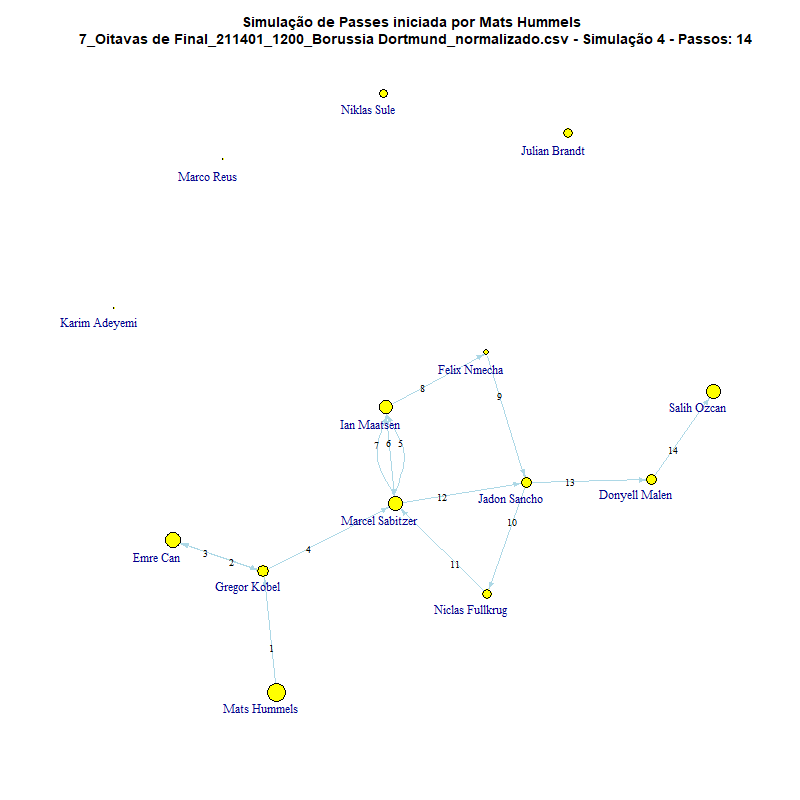 Simulação de Passes iniciada por Mats Hummels
7_Oitavas de Final_211401_1200_Borussia Dortmund_normalizado.csv - Simulação 4 - Passos: 14
Niklas Sule
Julian Brandt
Marco Reus
Karim Adeyemi
Felix Nmecha
8
9
Salih Ozcan
Ian Maatsen
7
6
5
14
13
Donyell Malen
12
Jadon Sancho
Marcel Sabitzer
10
4
3
Emre Can
2
11
Gregor Kobel
Niclas Fullkrug
1
Mats Hummels